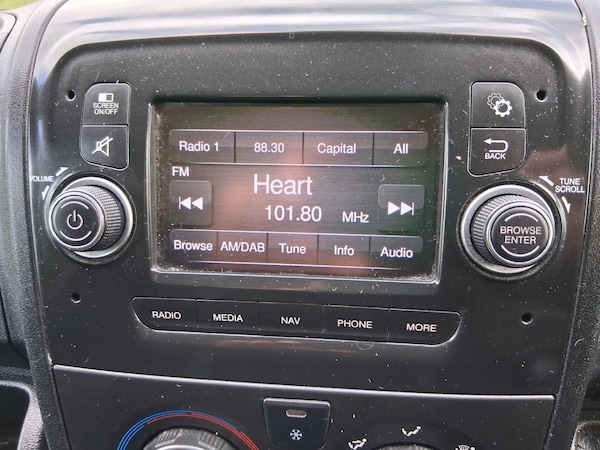 SCREEN
ON/OFF
Radio 1 88.30 Capital All
BACK
FM
VOLUME
TUNE
SCROLL
Heart
101.80 MHz
BROWSE
ENTER
Browse AM/DAB Tune Info Audio
RADIO MEDIA NAV PHONE MORE